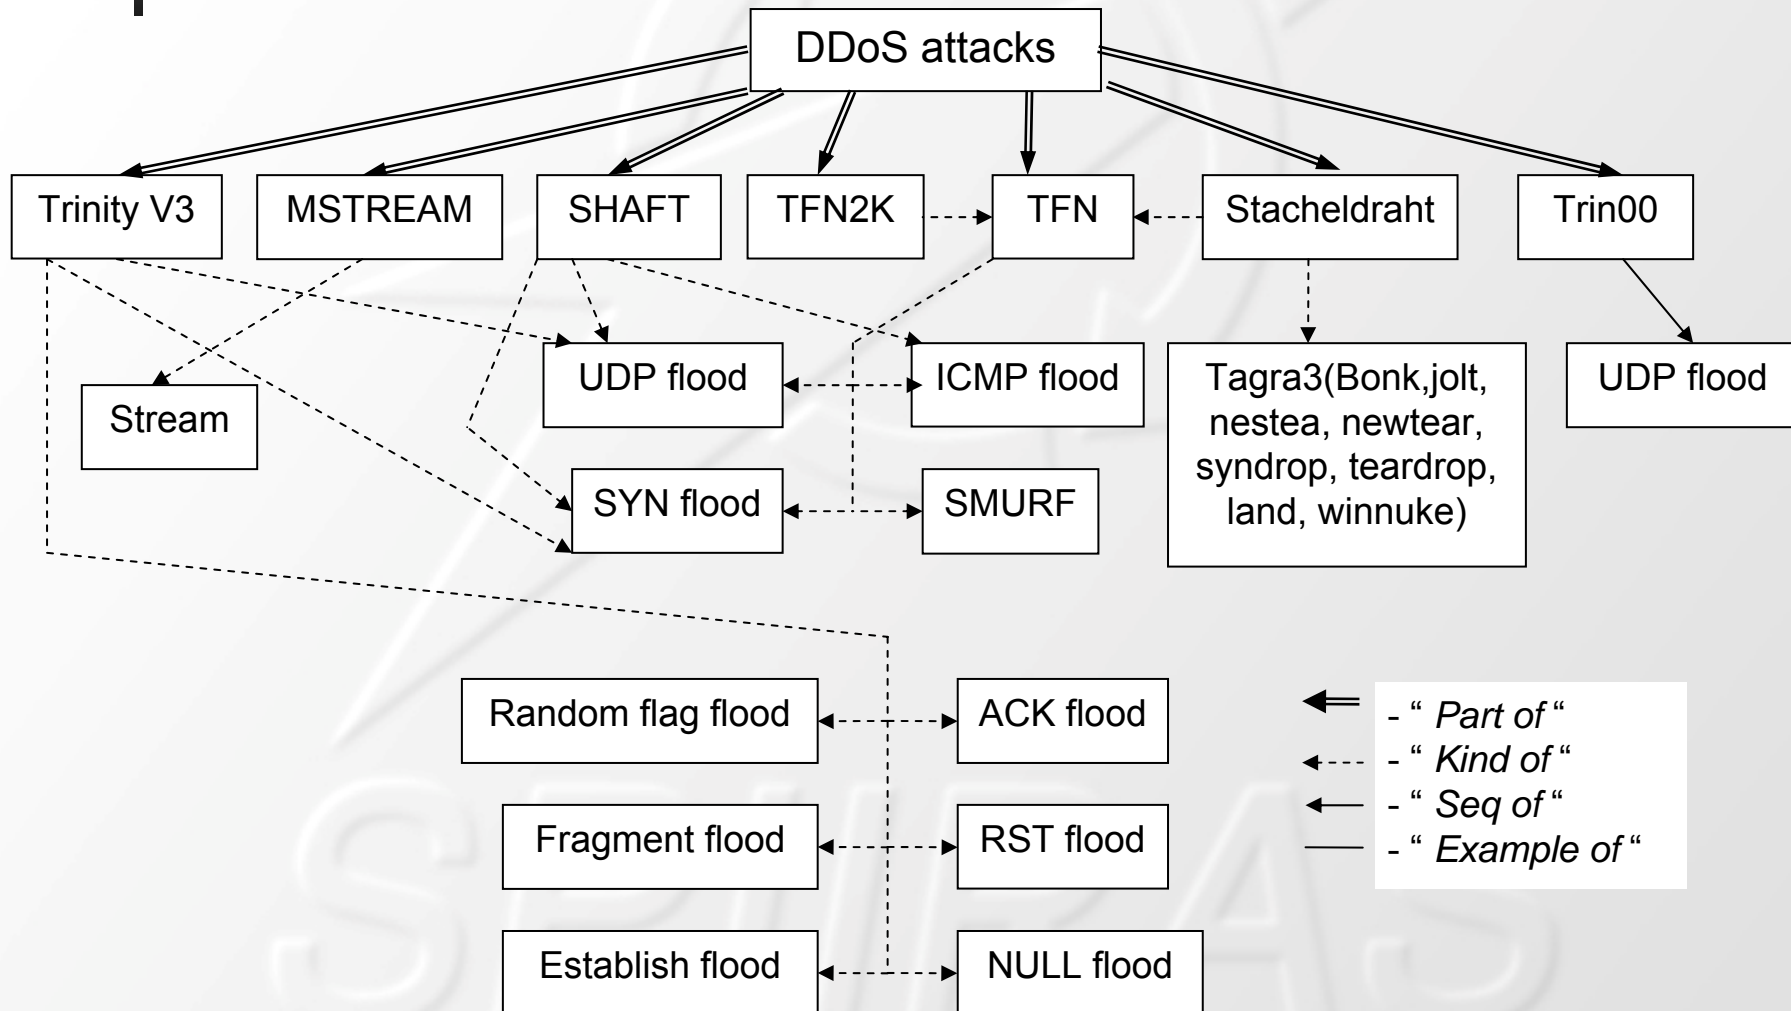 DDoS attacks
Trinity V3
MSTREAM
SHAFT
TFN2K
TFN
Stacheldraht
Trin00
UDP flood
ICMP flood
Tagra3(Bonk,jolt,
nestea, newtear,
syndrop, teardrop,
land, winnuke)
UDP flood
Stream
SYN flood
SMURF
Random flag flood
ACK flood
- “ Part of “
- “ Kind of “
- “ Seq of “
- “ Example of “
Fragment flood
RST flood
Establish flood
NULL flood
SPIIRAS